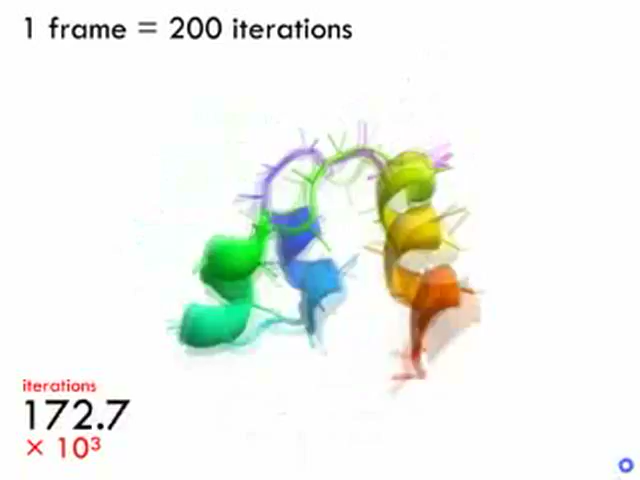 1 frame = 200 iterations
iterations
172.7
× 10³